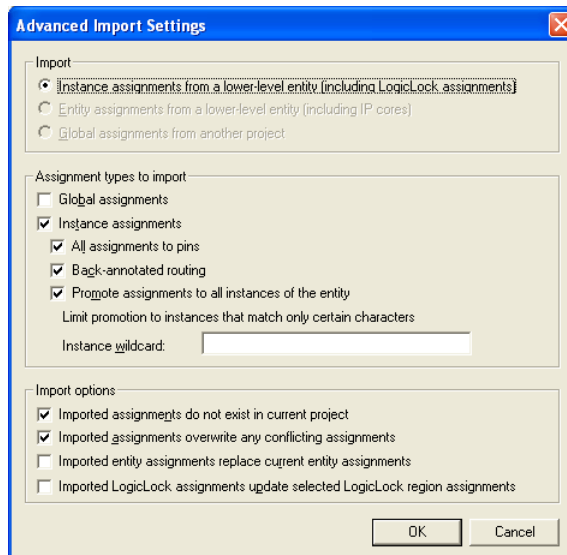 Advanced Import Settings
Import
Instance assignments from a lower-level entity (including LogicLock assignments)
Entity assignments from a lower-level entity (including IP cores)
Global assignments from another project
Assignment types to import
Global assignments
Instance assignments
All assignments to pins
Back-annotated routing
Promote assignments to all instances of the entity
Limit promotion to instances that match only certain characters
Instance wildcard:
Import options
Imported assignments do not exist in current project
Imported assignments overwrite any conflicting assignments
Imported entity assignments replace current entity assignments
Imported LogicLock assignments update selected LogicLock region assignments
OK Cancel